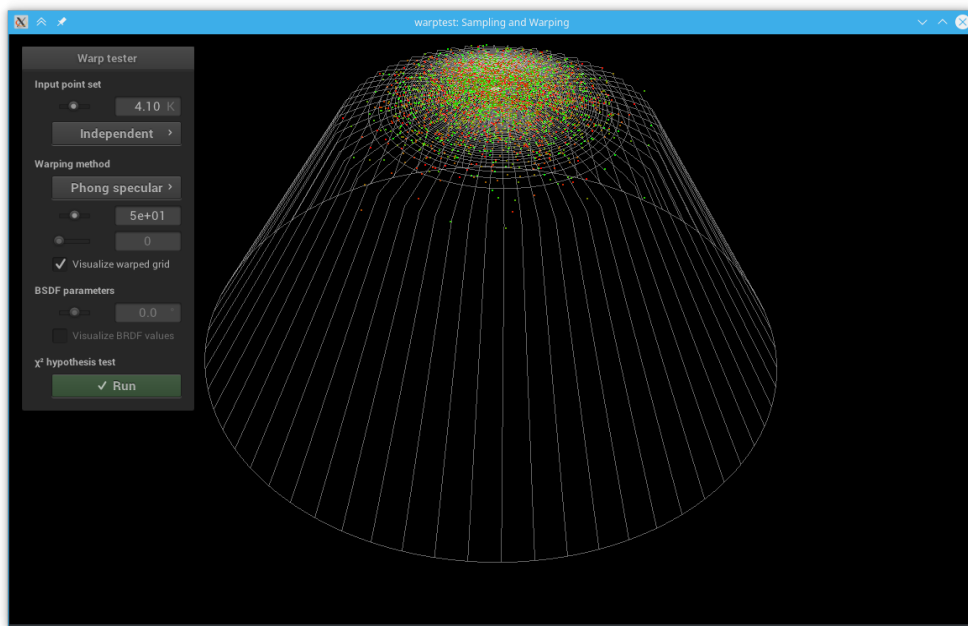 warptest: Sampling and Warping
Warp tester
Input point set
4.10 K
Independent
Warping method
Phong specular
5e+01
0
Visualize warped grid
BSDF parameters
0.0 °
Visualize BRDF values
χ² hypothesis test
Run